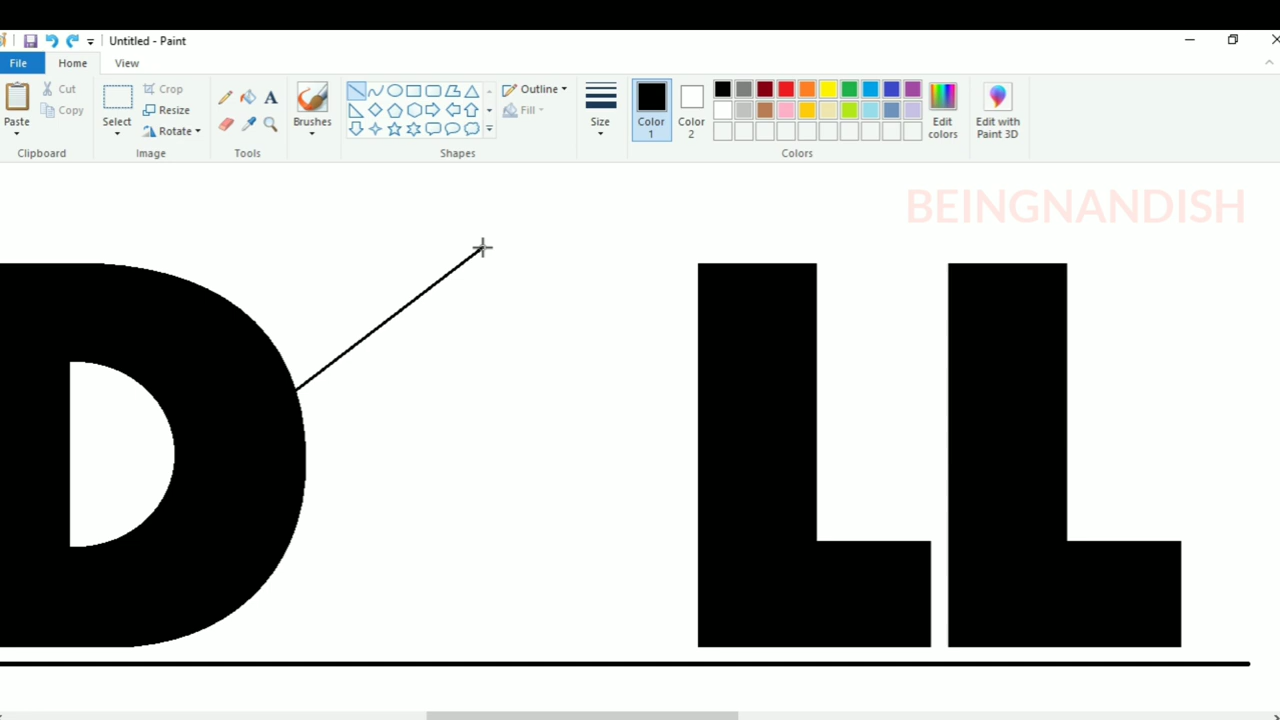 Untitled - Paint
File Home View
Paste
Cut
Copy
Clipboard
Select
Crop
Resize
Rotate
Image
A
Tools
Brushes
Outline
Fill
Shapes
Size
Color 1
Color 2
Colors
Edit colors
Edit with Paint 3D
BEINGNANDISH
D LL